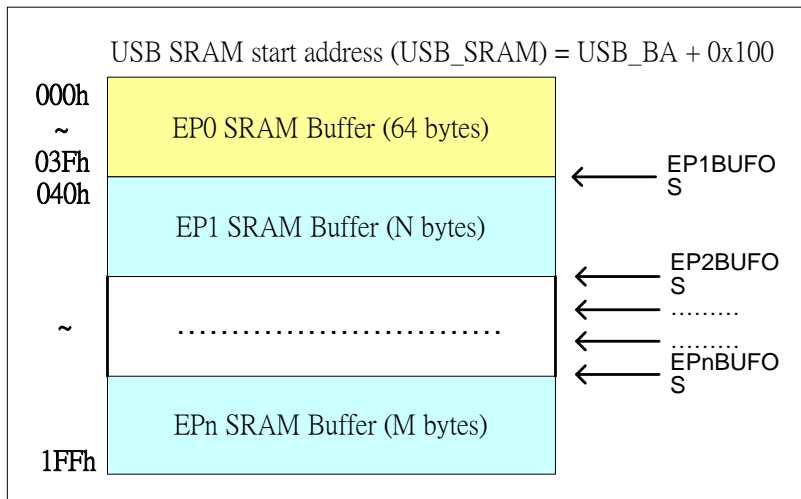 USB SRAM start address (USB_SRAM) = USB_BA + 0x100
000h
~
03Fh
040h
EP0 SRAM Buffer (64 bytes)
EP1BUFO
S
EP1 SRAM Buffer (N bytes)
EP2BUFO
S
~
................................
.........
.........
EPnBUFO
S
EPn SRAM Buffer (M bytes)
1FFh